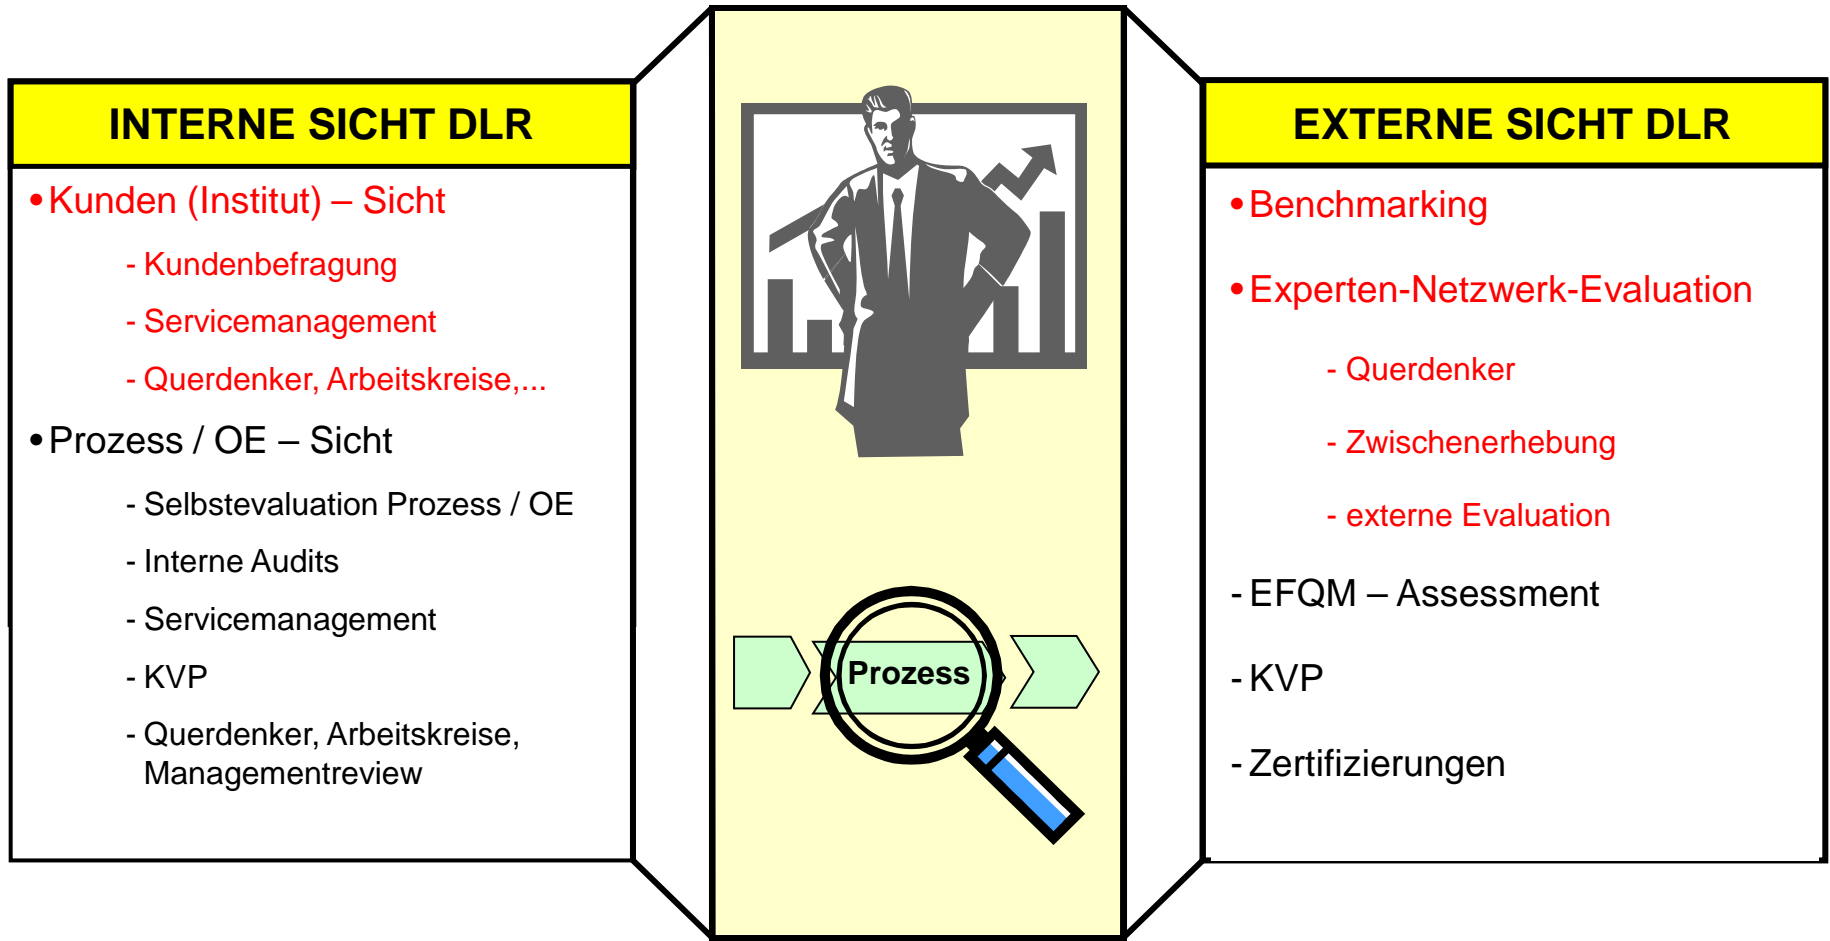 INTERNE SICHT DLR
•Kunden (Institut) – Sicht
- Kundenbefragung
- Servicemanagement
- Querdenker, Arbeitskreise,...
•Prozess / OE – Sicht
- Selbstevaluation Prozess / OE
- Interne Audits
- Servicemanagement
- KVP
- Querdenker, Arbeitskreise,
Managementreview
Prozess
EXTERNE SICHT DLR
•Benchmarking
•Experten-Netzwerk-Evaluation
- Querdenker
- Zwischenerhebung
- externe Evaluation
- EFQM – Assessment
- KVP
- Zertifizierungen